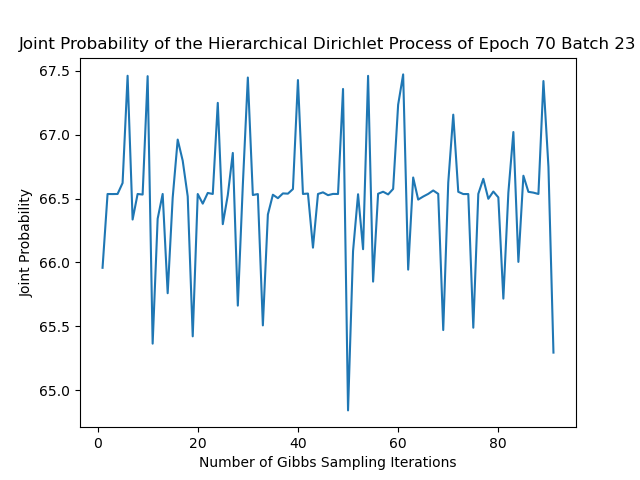 Joint Probability of the Hierarchical Dirichlet Process of Epoch 70 Batch 23
67.5
67.0
66.5
66.0
65.5
65.0
Joint Probability
0 20 40 60 80
Number of Gibbs Sampling Iterations